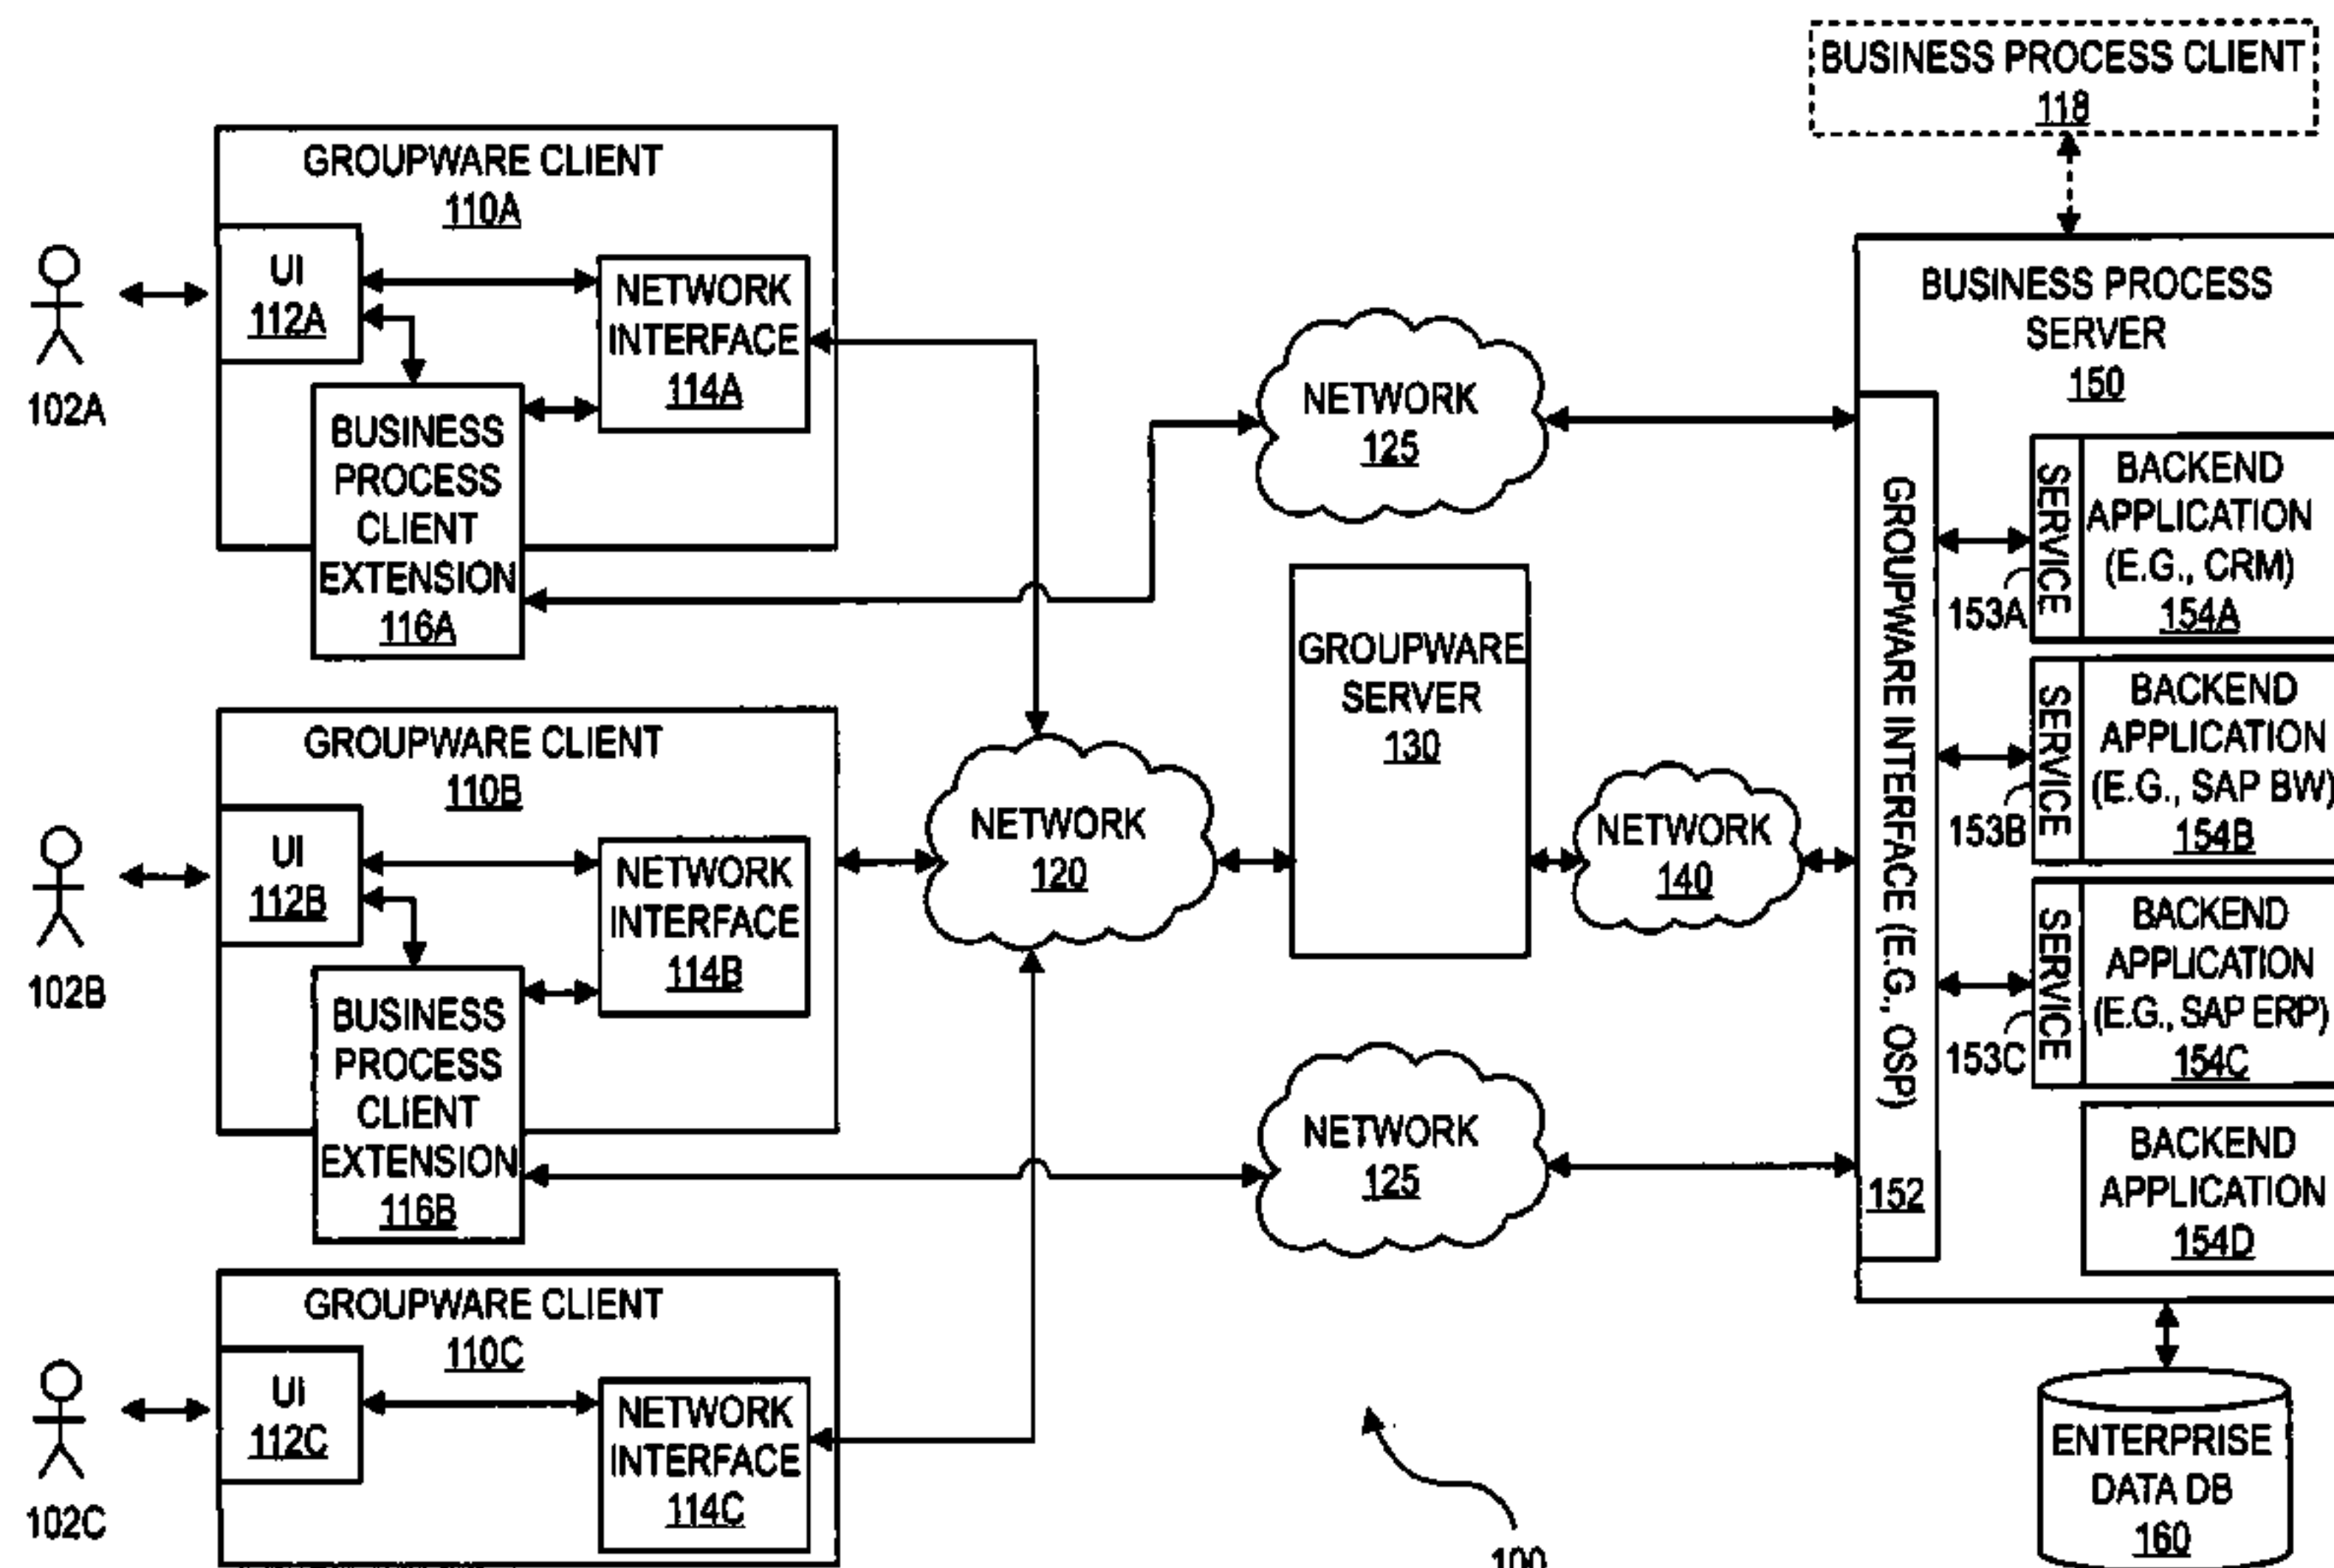 BUSINESS PROCESS CLIENT
118
GROUPWARE CLIENT
110A
UI
112A
NETWORK
INTERFACE
114A
BUSINESS
PROCESS
CLIENT
EXTENSION
116A
102A
GROUPWARE CLIENT
110B
UI
112B
NETWORK
INTERFACE
114B
BUSINESS
PROCESS
CLIENT
EXTENSION
116B
102B
GROUPWARE CLIENT
110C
UI
112C
NETWORK
INTERFACE
114C
102C
NETWORK
125
NETWORK
120
GROUPWARE
SERVER
130
NETWORK
140
NETWORK
125
BUSINESS PROCESS
SERVER
150
GROUPWARE INTERFACE (E.G., OSP)
152
SERVICE
153A
BACKEND
APPLICATION
(E.G., CRM)
154A
SERVICE
153B
BACKEND
APPLICATION
(E.G., SAP BW)
154B
SERVICE
153C
BACKEND
APPLICATION
(E.G., SAP ERP)
154C
BACKEND
APPLICATION
154D
ENTERPRISE
DATA DB
160
100